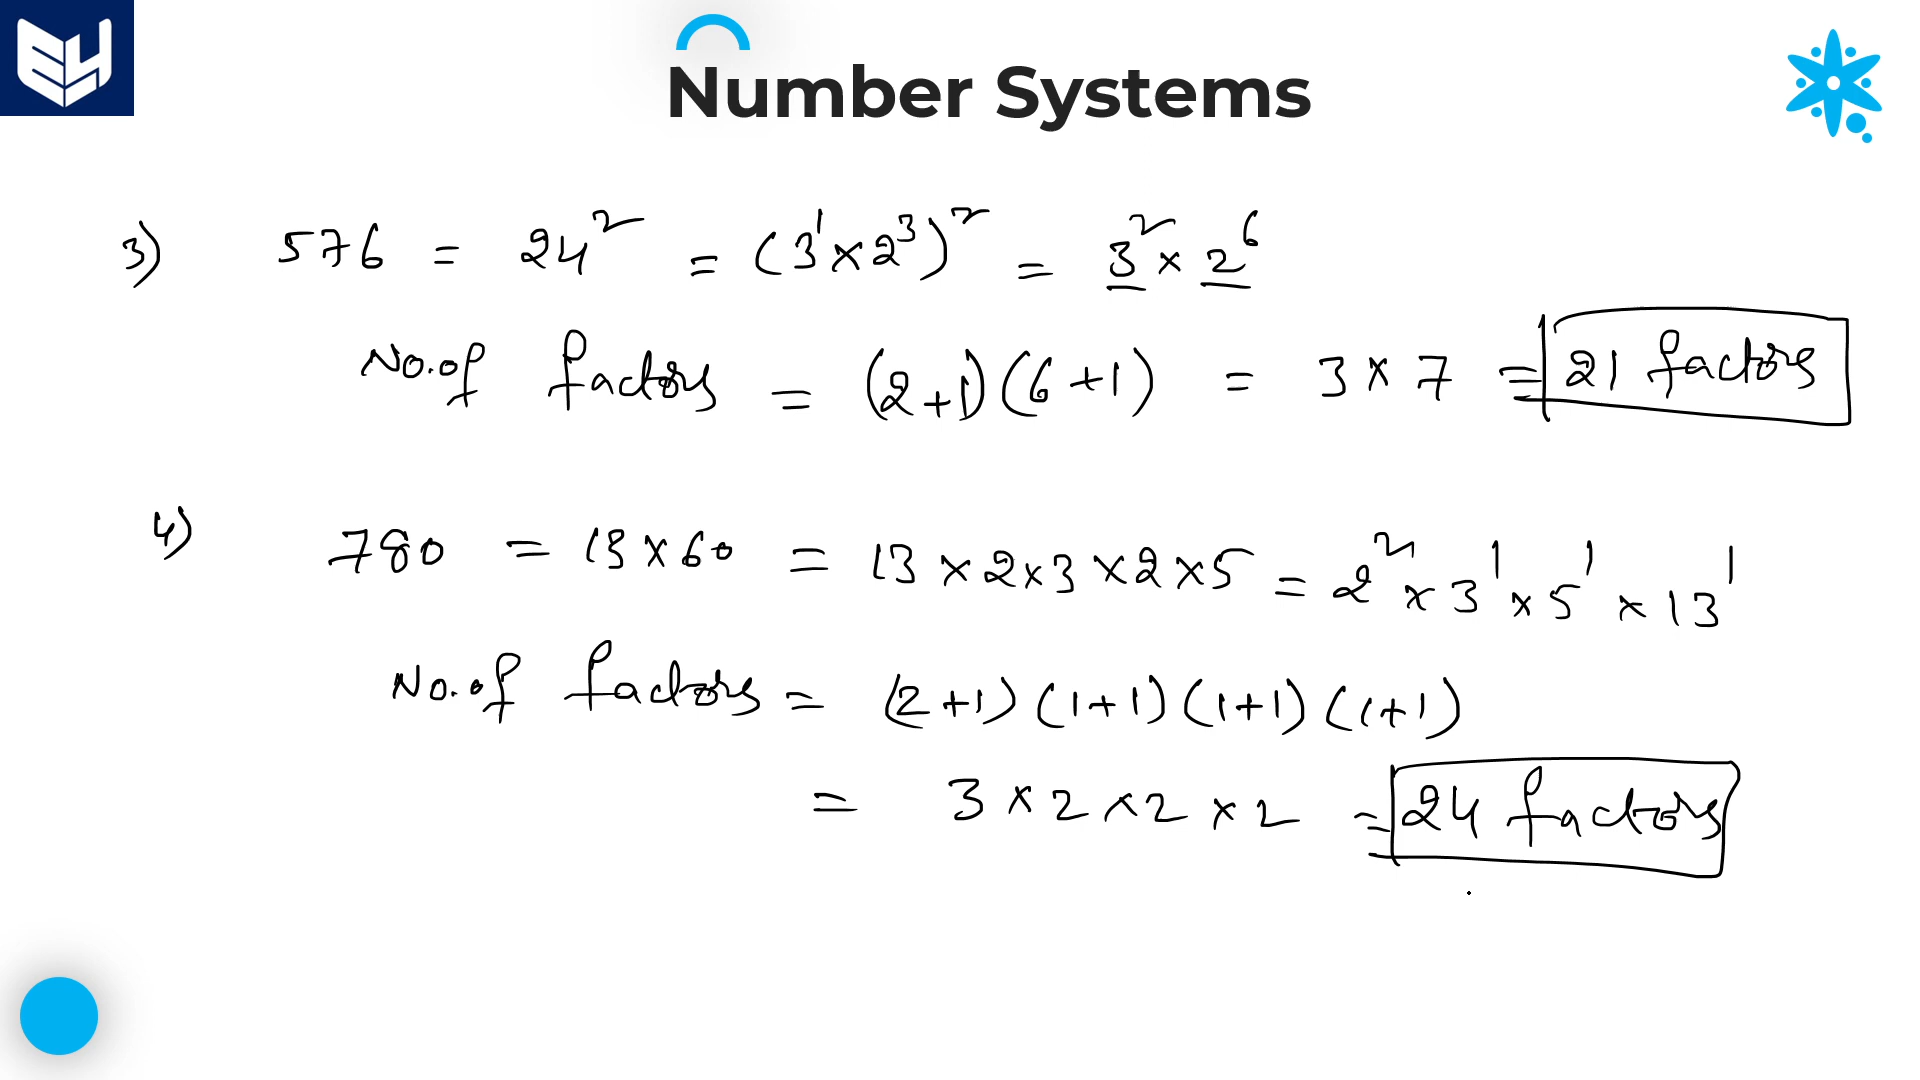 E4
Number Systems
3) 576 = 24² = (3¹×2³)² = 3² × 2⁶
No. of factors = (2+1)(6+1) = 3 × 7 = 21 factors
4) 780 = 13×60 = 13×2×3×2×5 = 2²×3¹×5¹×13¹
No. of factors = (2+1)(1+1)(1+1)(1+1)
= 3×2×2×2 = 24 factors